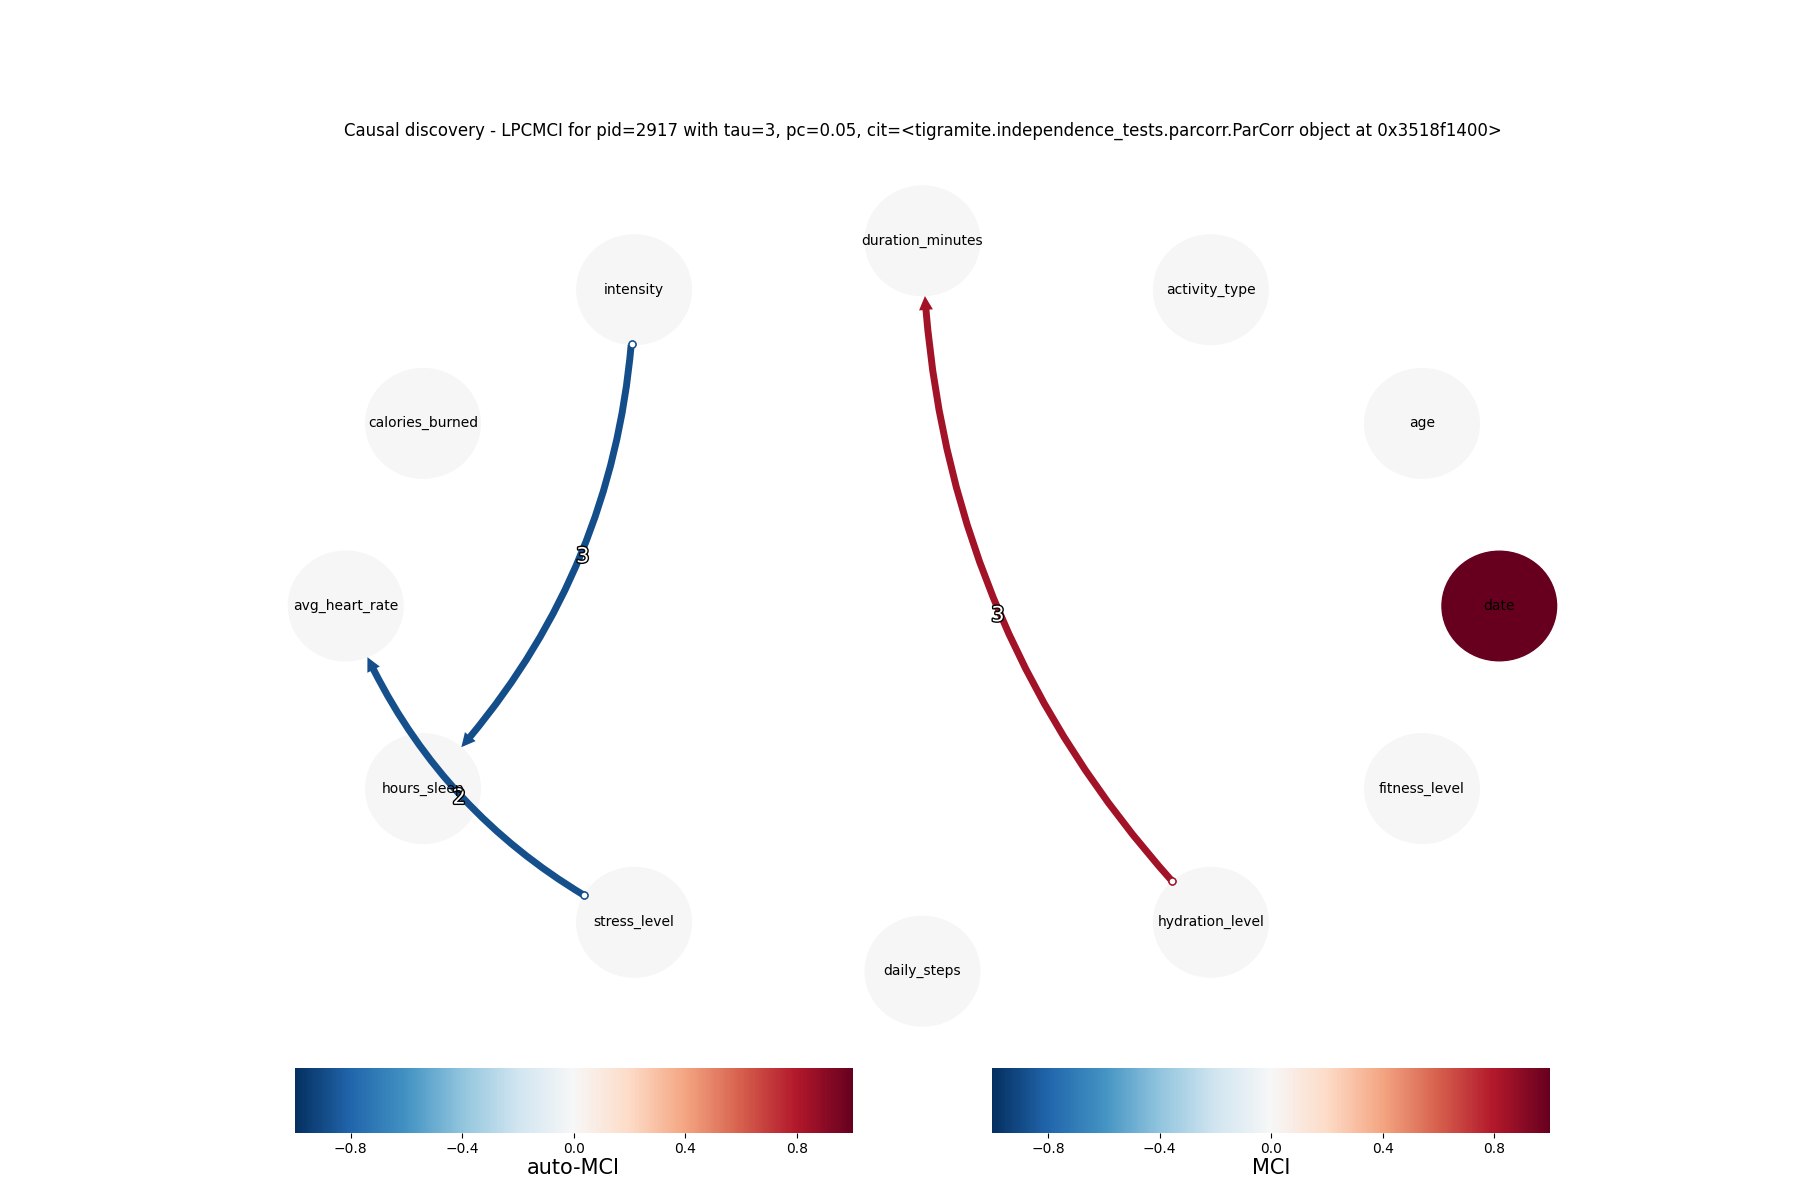 Causal discovery - LPCMCI for pid=2917 with tau=3, pc=0.05, cit=<tigramite.independence_tests.parcorr.ParCorr object at 0x3518f1400>
duration_minutes
intensity
activity_type
calories_burned
age
3
avg_heart_rate
date
3
hours_sleep
2
fitness_level
stress_level
hydration_level
daily_steps
−0.8 −0.4 0.0 0.4 0.8
auto-MCI
−0.8 −0.4 0.0 0.4 0.8
MCI